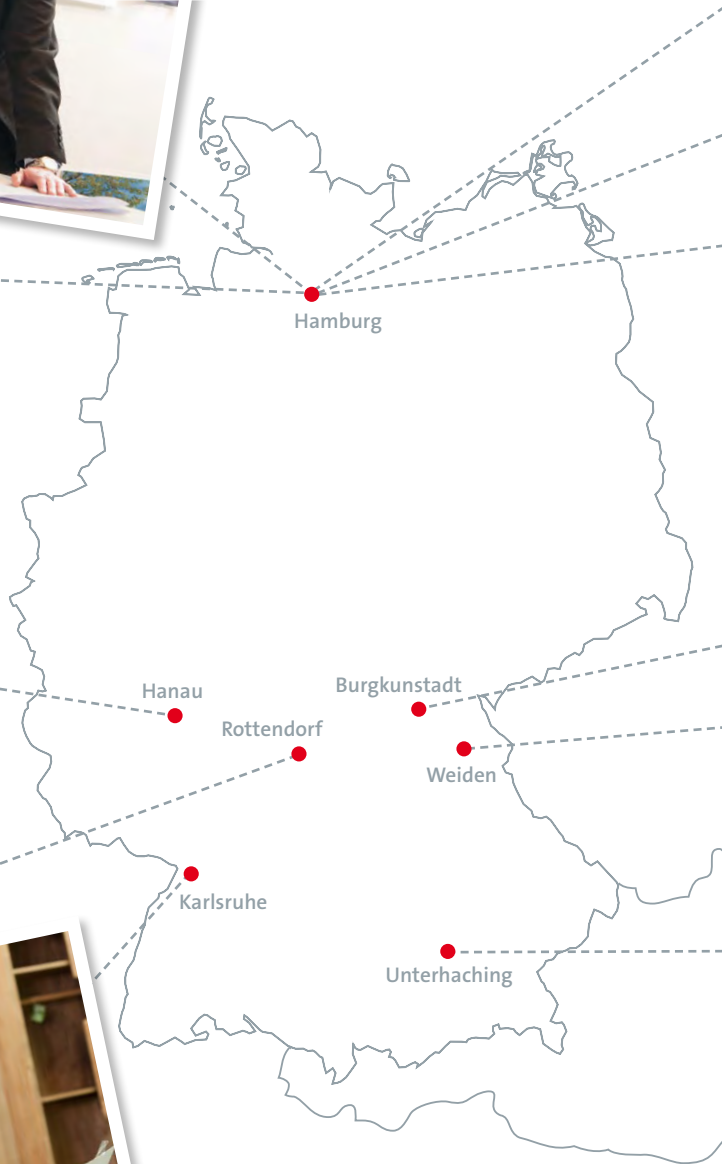 Hamburg
Hanau
Burgkunstadt
Rottendorf
Weiden
Karlsruhe
Unterhaching